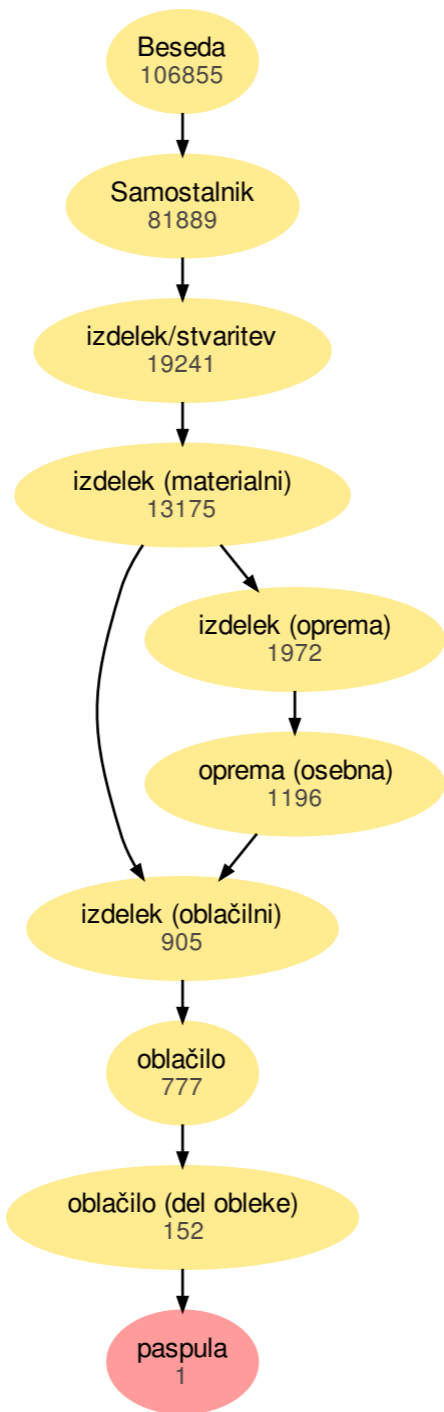 Beseda
106855
Samostalnik
81889
izdelek/stvaritev
19241
izdelek (materialni)
13175
izdelek (oprema)
1972
oprema (osebna)
1196
izdelek (oblačilni)
905
oblačilo
777
oblačilo (del obleke)
152
paspula
1